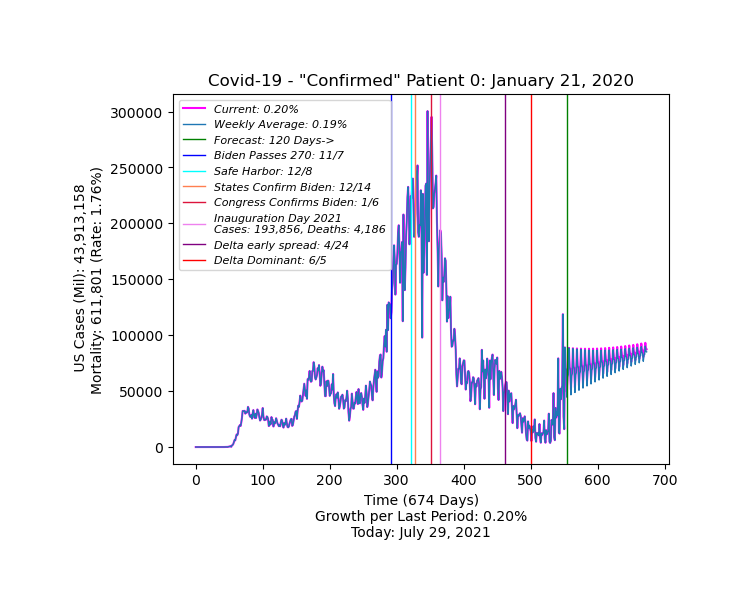 Covid-19 - "Confirmed" Patient 0: January 21, 2020
300000
250000
200000
150000
100000
50000
0
US Cases (Mil): 43,913,158
Mortality: 611,801 (Rate: 1.76%)
Current: 0.20%
Weekly Average: 0.19%
Forecast: 120 Days->
Biden Passes 270: 11/7
Safe Harbor: 12/8
States Confirm Biden: 12/14
Congress Confirms Biden: 1/6
Inauguration Day 2021
Cases: 193,856, Deaths: 4,186
Delta early spread: 4/24
Delta Dominant: 6/5
0 100 200 300 400 500 600 700
Time (674 Days)
Growth per Last Period: 0.20%
Today: July 29, 2021